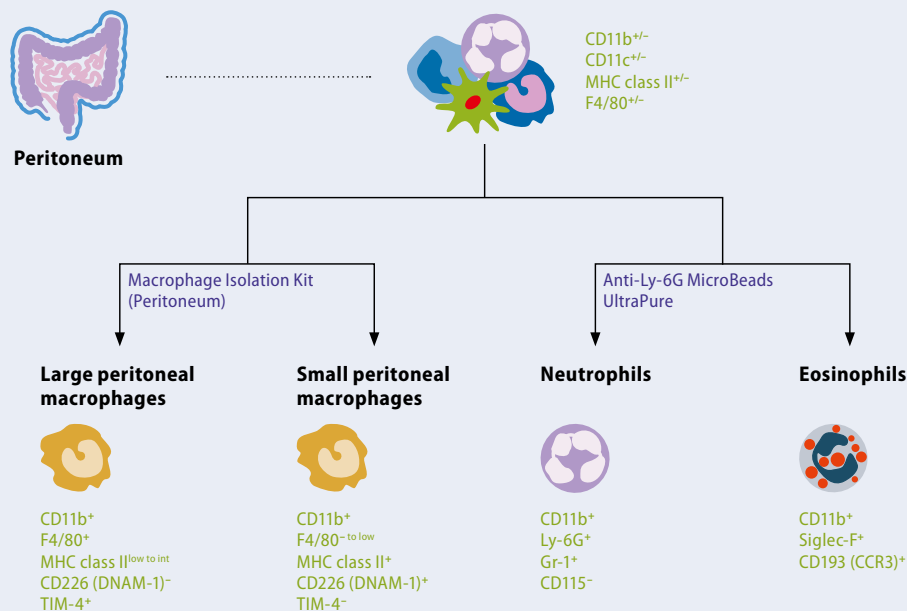 CD11b⁺/⁻
CD11c⁺/⁻
MHC class II⁺/⁻
F4/80⁺/⁻
Peritoneum
Macrophage Isolation Kit
(Peritoneum)
Anti-Ly-6G MicroBeads
UltraPure
Large peritoneal
macrophages
CD11b⁺
F4/80⁺
MHC class II^low to int
CD226 (DNAM-1)⁻
TIM-4⁺
Small peritoneal
macrophages
CD11b⁺
F4/80^– to low
MHC class II⁺
CD226 (DNAM-1)⁺
TIM-4⁻
Neutrophils
CD11b⁺
Ly-6G⁺
Gr-1⁺
CD115⁻
Eosinophils
CD11b⁺
Siglec-F⁺
CD193 (CCR3)⁺